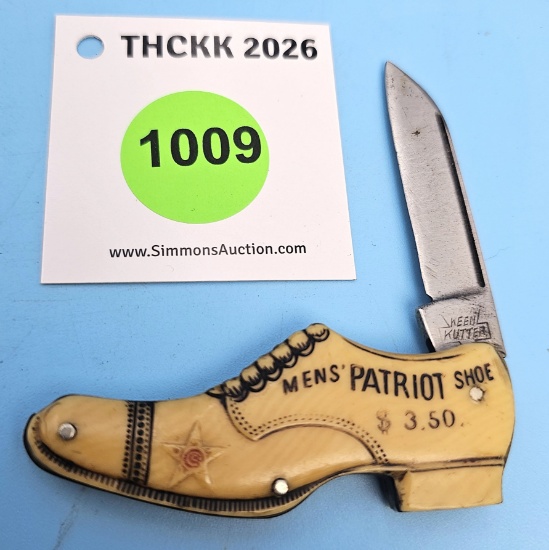 THCKK 2026
1009
www.SimmonsAuction.com
KEEN
KUTTER
MENS' PATRIOT SHOE
$ 3.50.